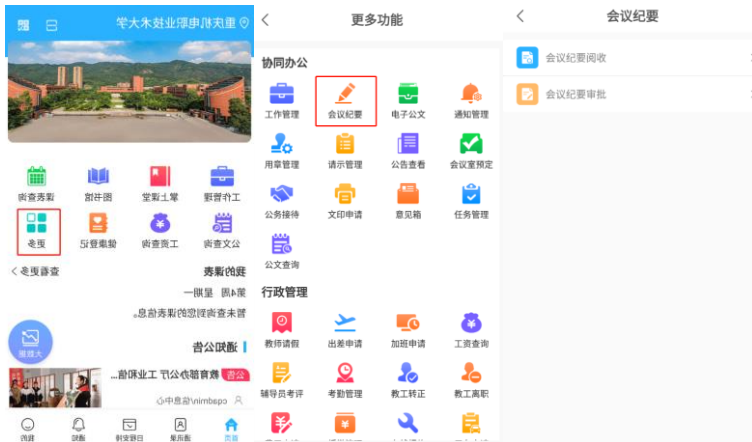 重庆机电职业技术大学
工作管理 掌上课堂 图书馆 课表查询
公文查询 工资查询 健康登记 更多
我的课表 查看更多 >
第4周 星期一
暂未查询到您的课表信息。
大数据
通知公告
公告 教育部办公厅 工业和信...
cqadmin\信息中心
首页 通讯录 日程安排 通知 我的
更多功能
协同办公
工作管理 会议纪要 电子公文 通知管理
用章管理 请示管理 公告查看 会议室预定
公务接待 文印申请 意见箱 任务管理
公文查询
行政管理
教师请假 出差申请 加班申请 工资查询
辅导员考评 考勤管理 教工转正 教工离职
会议纪要
会议纪要阅收
会议纪要审批